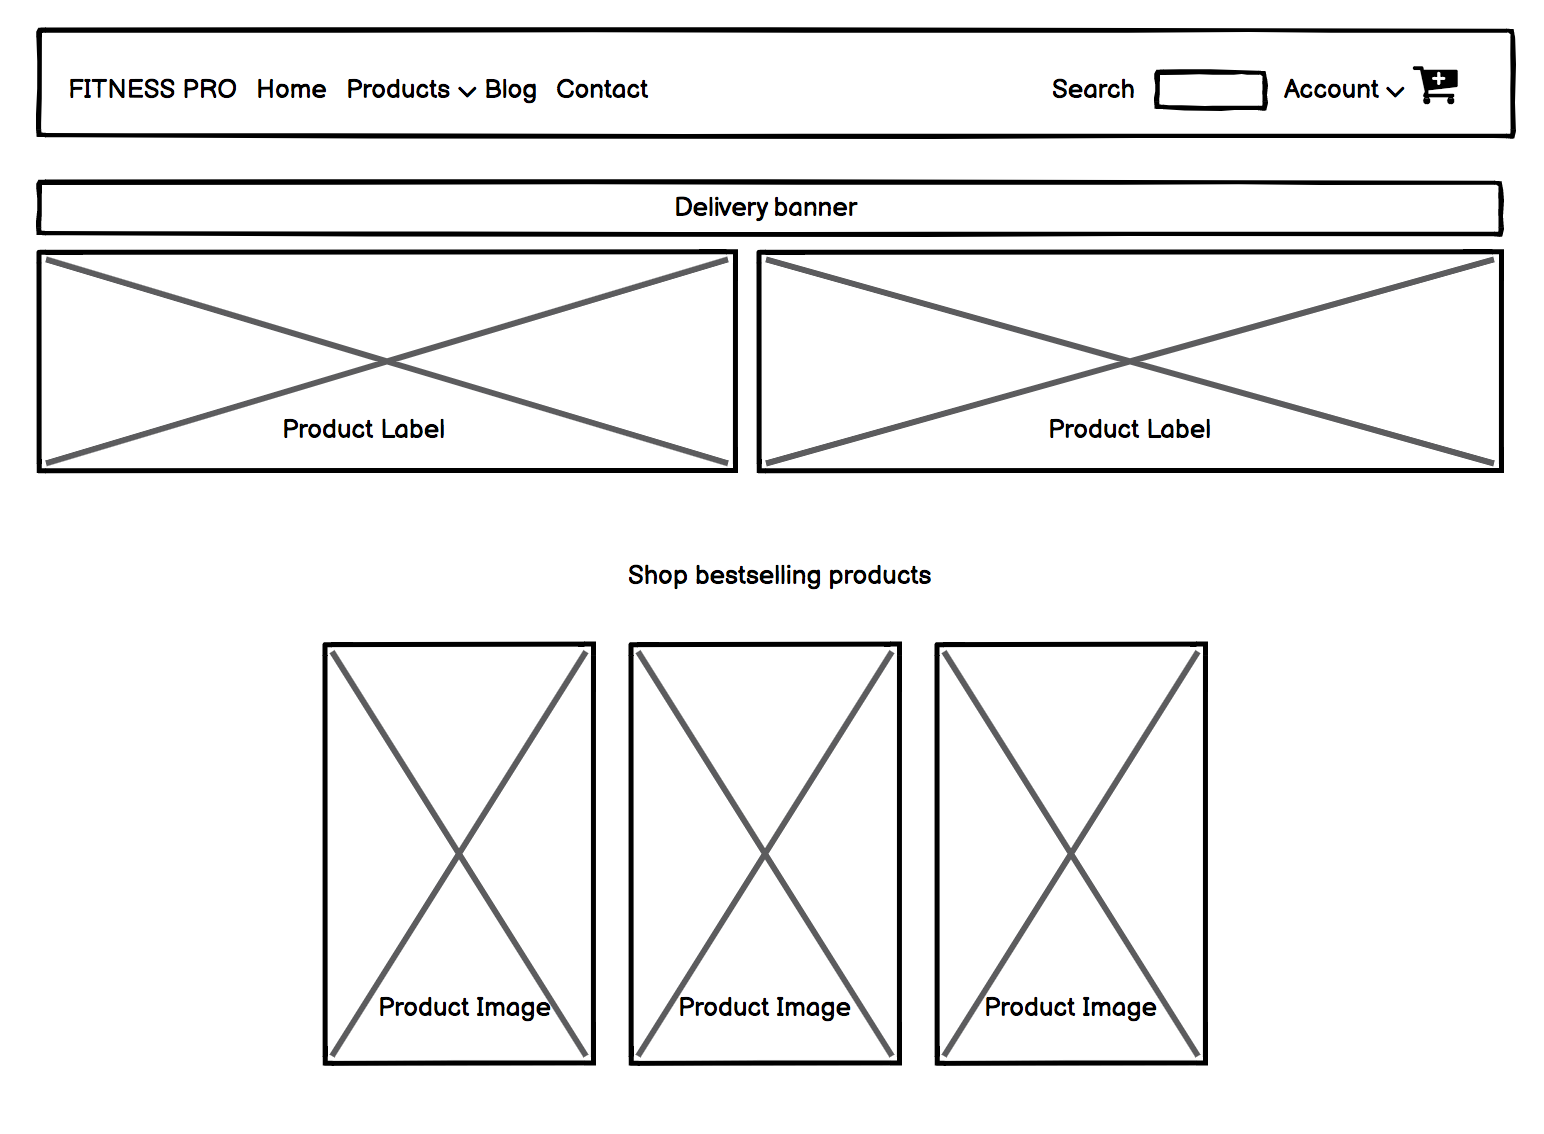 FITNESS PRO Home Products Blog Contact Search Account
Delivery banner
Product Label Product Label
Shop bestselling products
Product Image Product Image Product Image